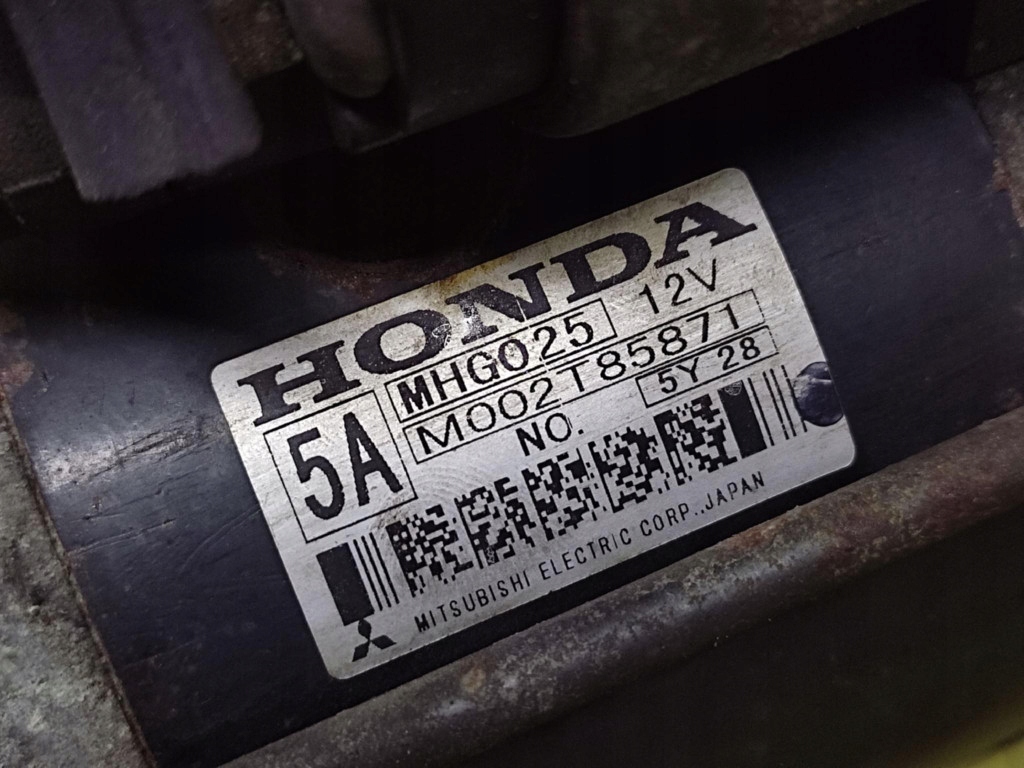 HONDA
MHG025 12V
5A M002T85871
NO. 5Y 28
MITSUBISHI ELECTRIC CORP., JAPAN